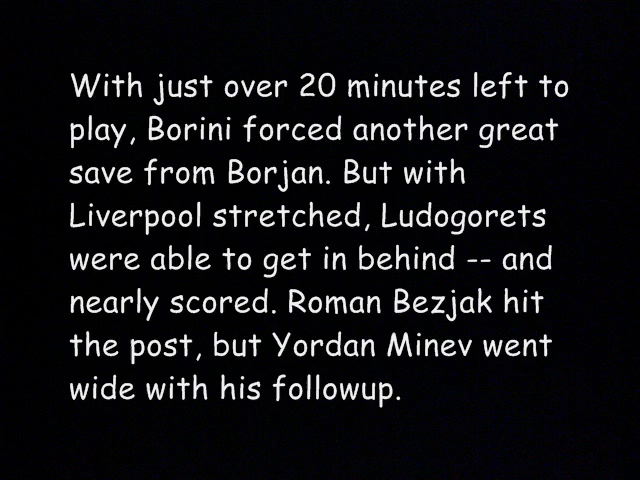 With just over 20 minutes left to
play, Borini forced another great
save from Borjan. But with
Liverpool stretched, Ludogorets
were able to get in behind -- and
nearly scored. Roman Bezjak hit
the post, but Yordan Minev went
wide with his followup.